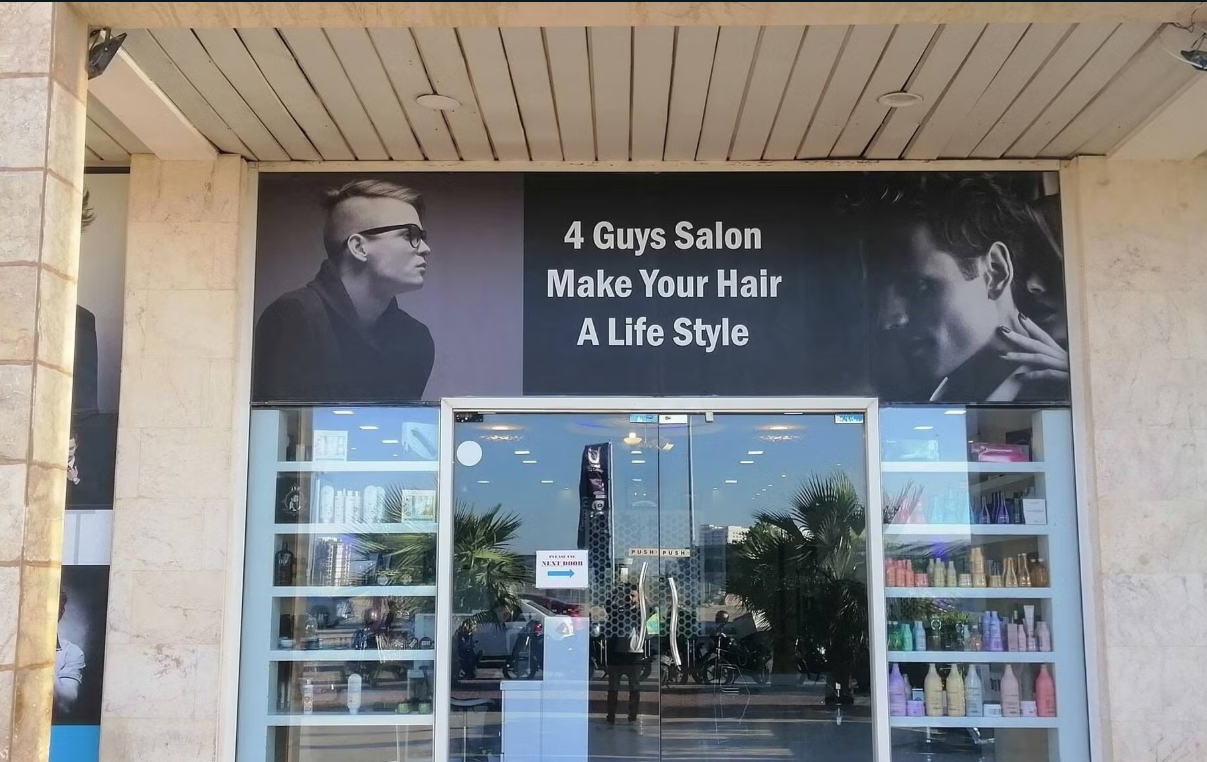 4 Guys Salon
Make Your Hair
A Life Style
PUSH PUSH
PLEASE USE
NEXT DOOR